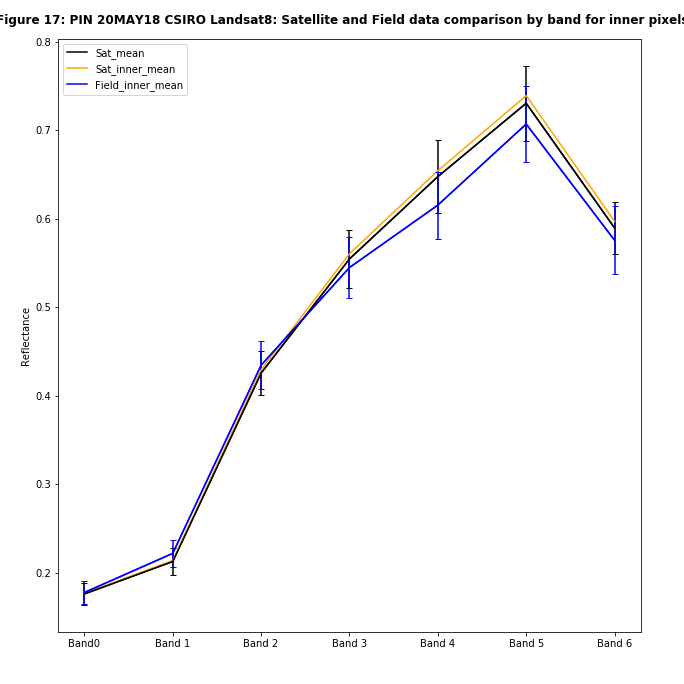 Figure 17: PIN 20MAY18 CSIRO Landsat8: Satellite and Field data comparison by band for inner pixels
Sat_mean
Sat_inner_mean
Field_inner_mean
Reflectance
0.8
0.7
0.6
0.5
0.4
0.3
0.2
Band0 Band 1 Band 2 Band 3 Band 4 Band 5 Band 6